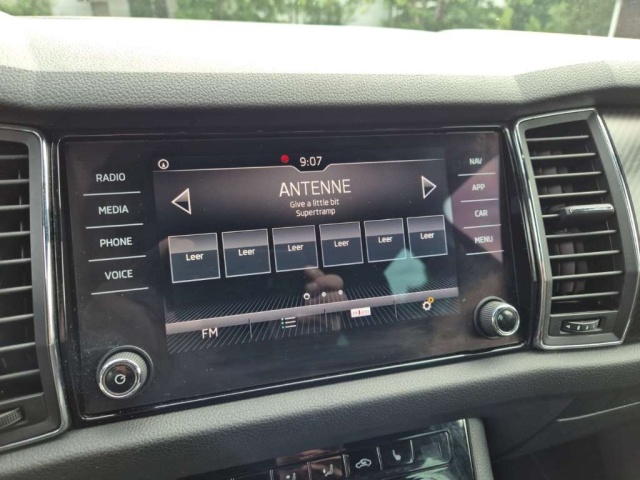 9:07
RADIO
MEDIA
PHONE
VOICE
ANTENNE
Give a little bit
Supertramp
Leer Leer Leer Leer Leer Leer
FM
NAV
APP
CAR
MENU